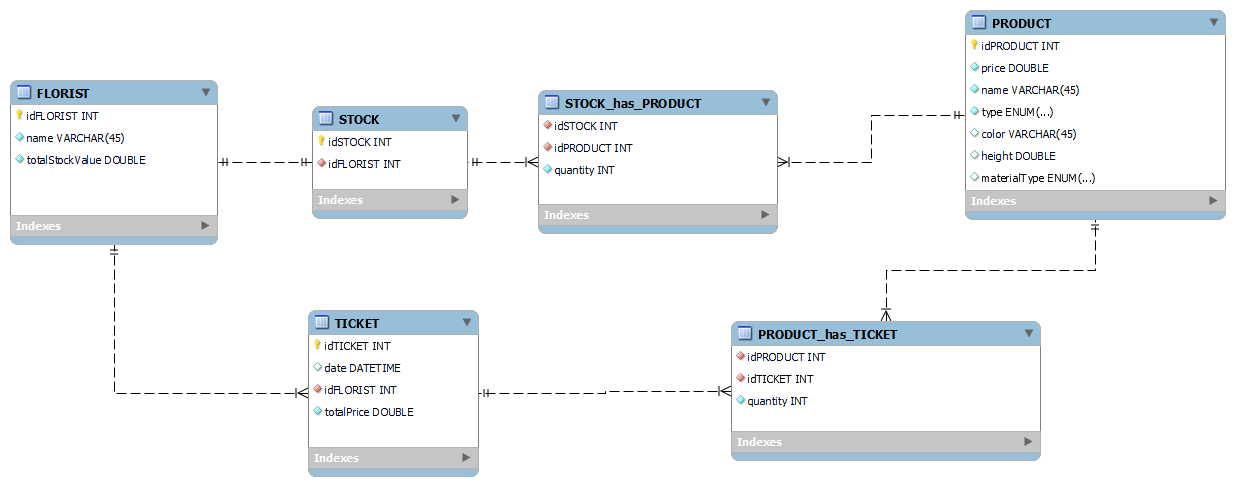 FLORIST
idFLORIST INT
name VARCHAR(45)
totalStockValue DOUBLE
Indexes
STOCK
idSTOCK INT
idFLORIST INT
Indexes
STOCK_has_PRODUCT
idSTOCK INT
idPRODUCT INT
quantity INT
Indexes
PRODUCT
idPRODUCT INT
price DOUBLE
name VARCHAR(45)
type ENUM(...)
color VARCHAR(45)
height DOUBLE
materialType ENUM(...)
Indexes
TICKET
idTICKET INT
date DATETIME
idFLORIST INT
totalPrice DOUBLE
Indexes
PRODUCT_has_TICKET
idPRODUCT INT
idTICKET INT
quantity INT
Indexes